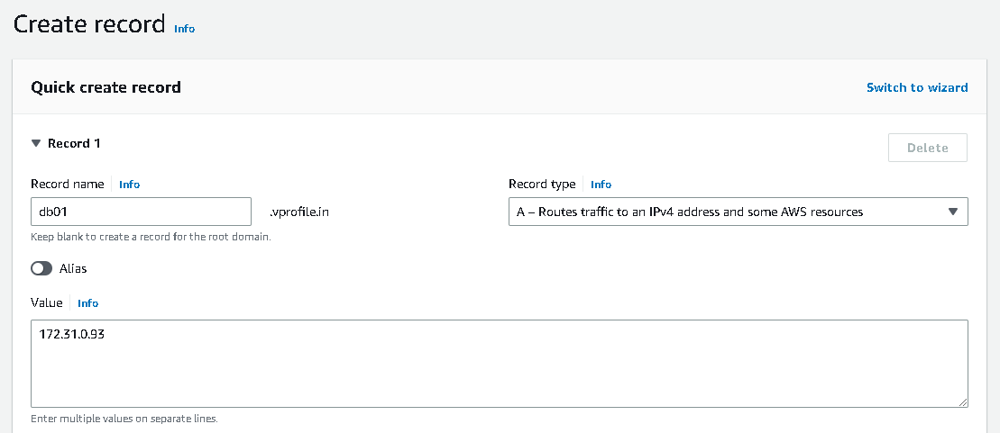 Create record Info
Quick create record
Switch to wizard
Record 1
Delete
Record name Info
Record type Info
db01 .vprofile.in
A – Routes traffic to an IPv4 address and some AWS resources
Keep blank to create a record for the root domain.
Alias
Value Info
172.31.0.93
Enter multiple values on separate lines.